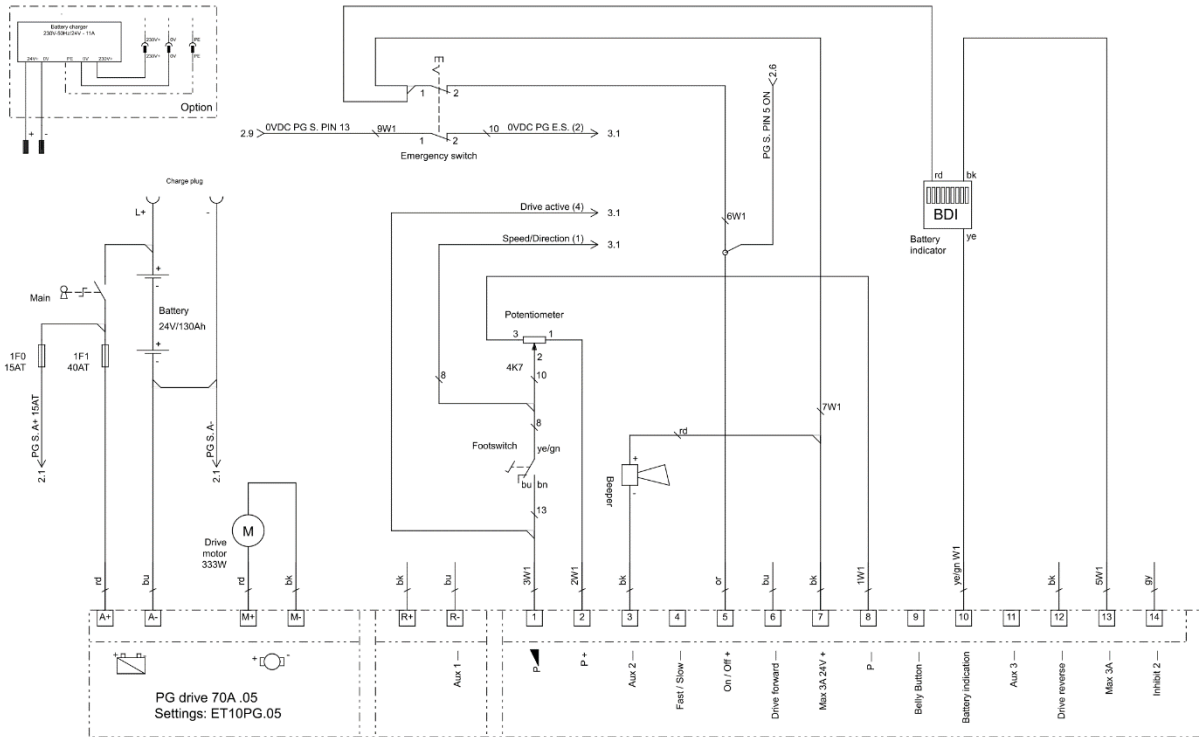 Battery charger
230V-50Hz/24V - 11A
24V+ 0V PE 0V 230V+
230V+ 0V PE
230V+ 0V PE
Option
+ -
E
1 2
2.9 0VDC PG S. PIN 13 9W1 1 2 10 0VDC PG E.S. (2) 3.1
Emergency switch
PG S. PIN 5 ON 2.6
rd bk
BDI
ye
Battery
indicator
Charge plug
L+ -
Drive active (4) 3.1
Speed/Direction (1) 3.1
6W1
+
-
Main
Battery
24V/130Ah
+
-
1F0
15AT
1F1
40AT
Potentiometer
3 1
2
4K7
10
8
8
7W1
PG S. A+ 15AT
2.1
PG S. A-
2.1
Footswitch
ye/gn
bu bn
13
rd
+
-
Beeper
M
Drive
motor
333W
rd bu rd bk bk bu 3W1 2W1 bk or bu bk 1W1 ye/gn W1 bk 5W1 gy
A+ A- M+ M- R+ R- 1 2 3 4 5 6 7 8 9 10 11 12 13 14
+ -
+ -
PG drive 70A .05
Settings: ET10PG.05
Aux 1 —
P
P +
Aux 2 —
Fast / Slow —
On / Off +
Drive forward —
Max 3A 24V +
P —
Belly Button —
Battery indication
Aux 3 —
Drive reverse —
Max 3A —
Inhibit 2 —